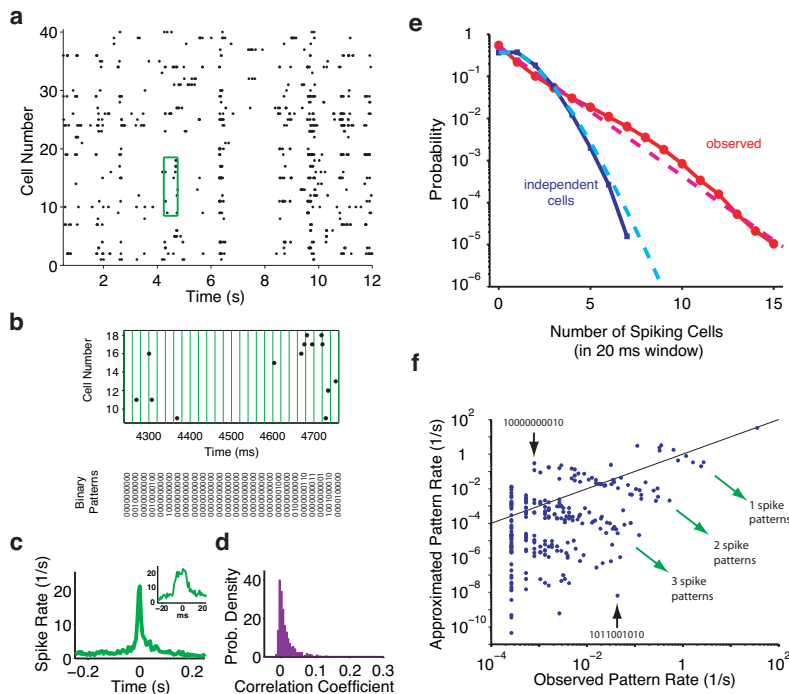 a
40
30
20
10
0
Cell Number
2 4 6 8 10 12
Time (s)
b
18
16
14
12
10
Cell Number
4300 4400 4500 4600 4700
Time (ms)
Binary
Patterns
c
20
10
0
Spike Rate (1/s)
-0.2 0 0.2
Time (s)
20
10
0
-20 0 20
ms
d
40
20
0
Prob. Density
0 0.1 0.2 0.3
Correlation Coefficient
e
1
10⁻¹
10⁻²
10⁻³
10⁻⁴
10⁻⁵
10⁻⁶
Probability
observed
independent
cells
0 5 10 15
Number of Spiking Cells
(in 20 ms window)
f
10²
1
10⁻²
10⁻⁴
10⁻⁶
10⁻⁸
10⁻¹⁰
Approximated Pattern Rate (1/s)
10000000010
1 spike
patterns
2 spike
patterns
3 spike
patterns
1011001010
10⁻⁴ 10⁻² 1 10²
Observed Pattern Rate (1/s)